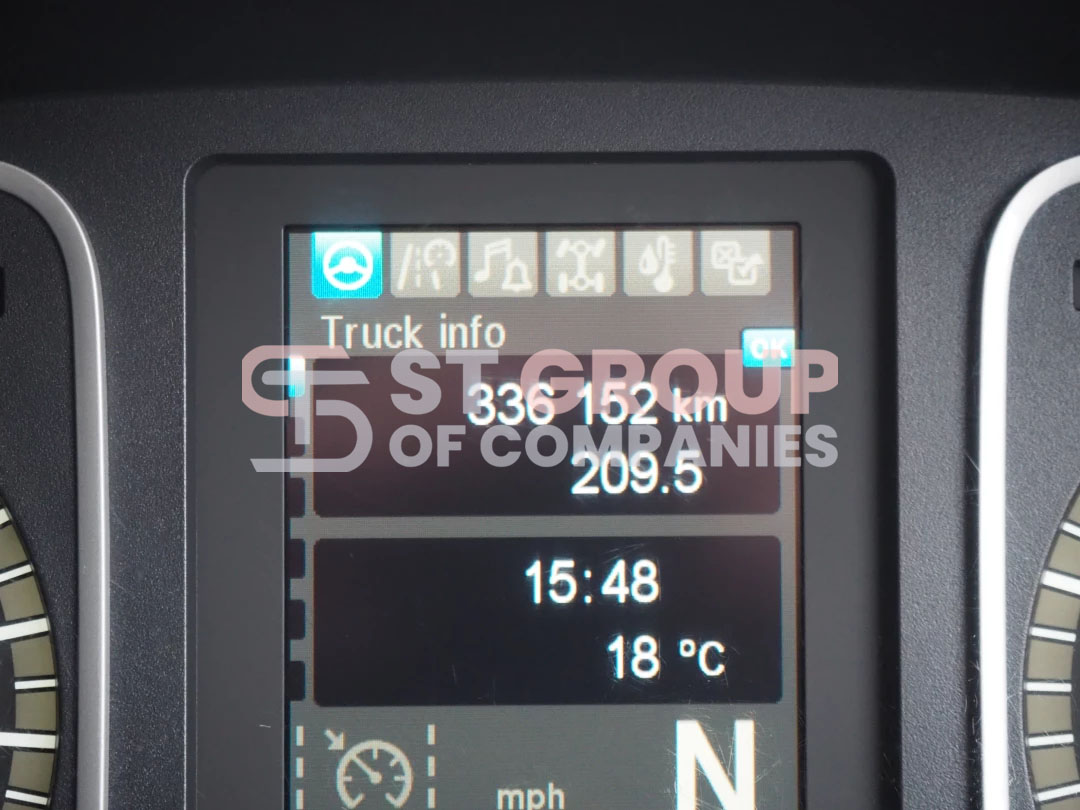 Truck info
OK
ST GROUP
336 152 km
OF COMPANIES
209.5
15:48
18 °C
N
mph